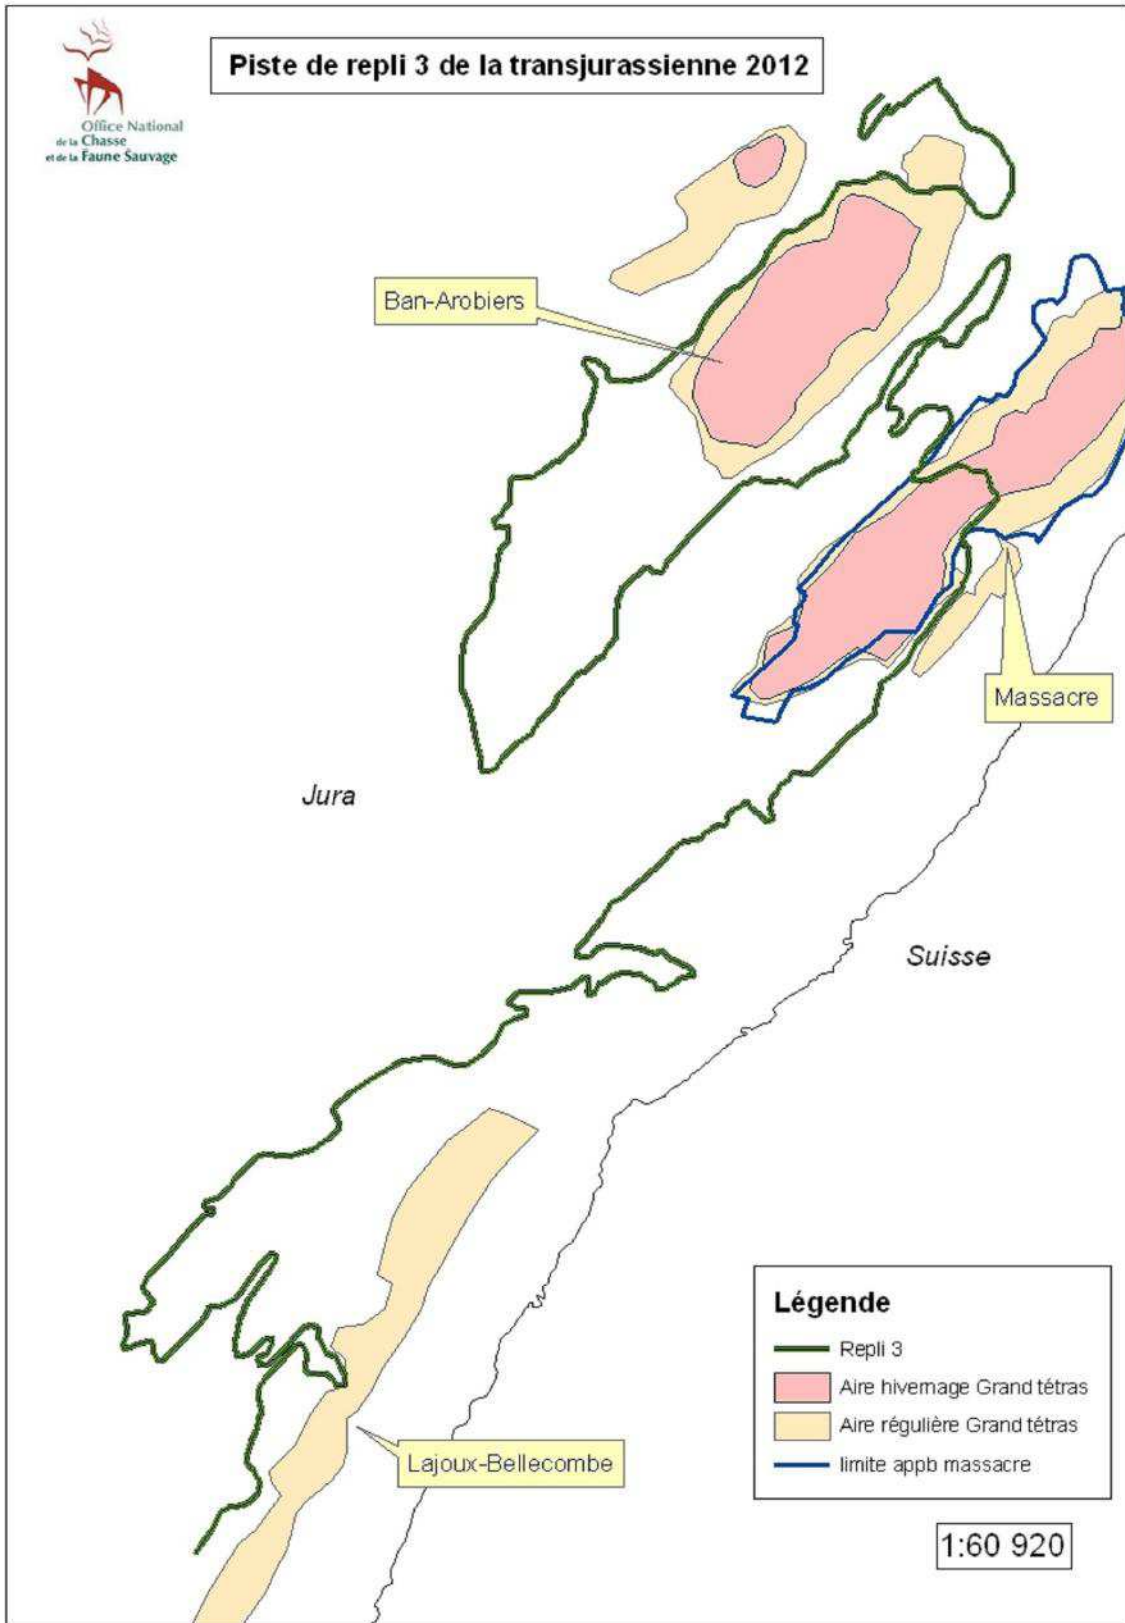 Piste de repli 3 de la transjurassienne 2012
Office National
de la Chasse
et de la Faune Sauvage
Ban-Arobiers
Massacre
Jura
Suisse
Lajoux-Bellecombe
Légende
Repli 3
Aire hivernage Grand tétras
Aire régulière Grand tétras
limite appb massacre
1:60 920